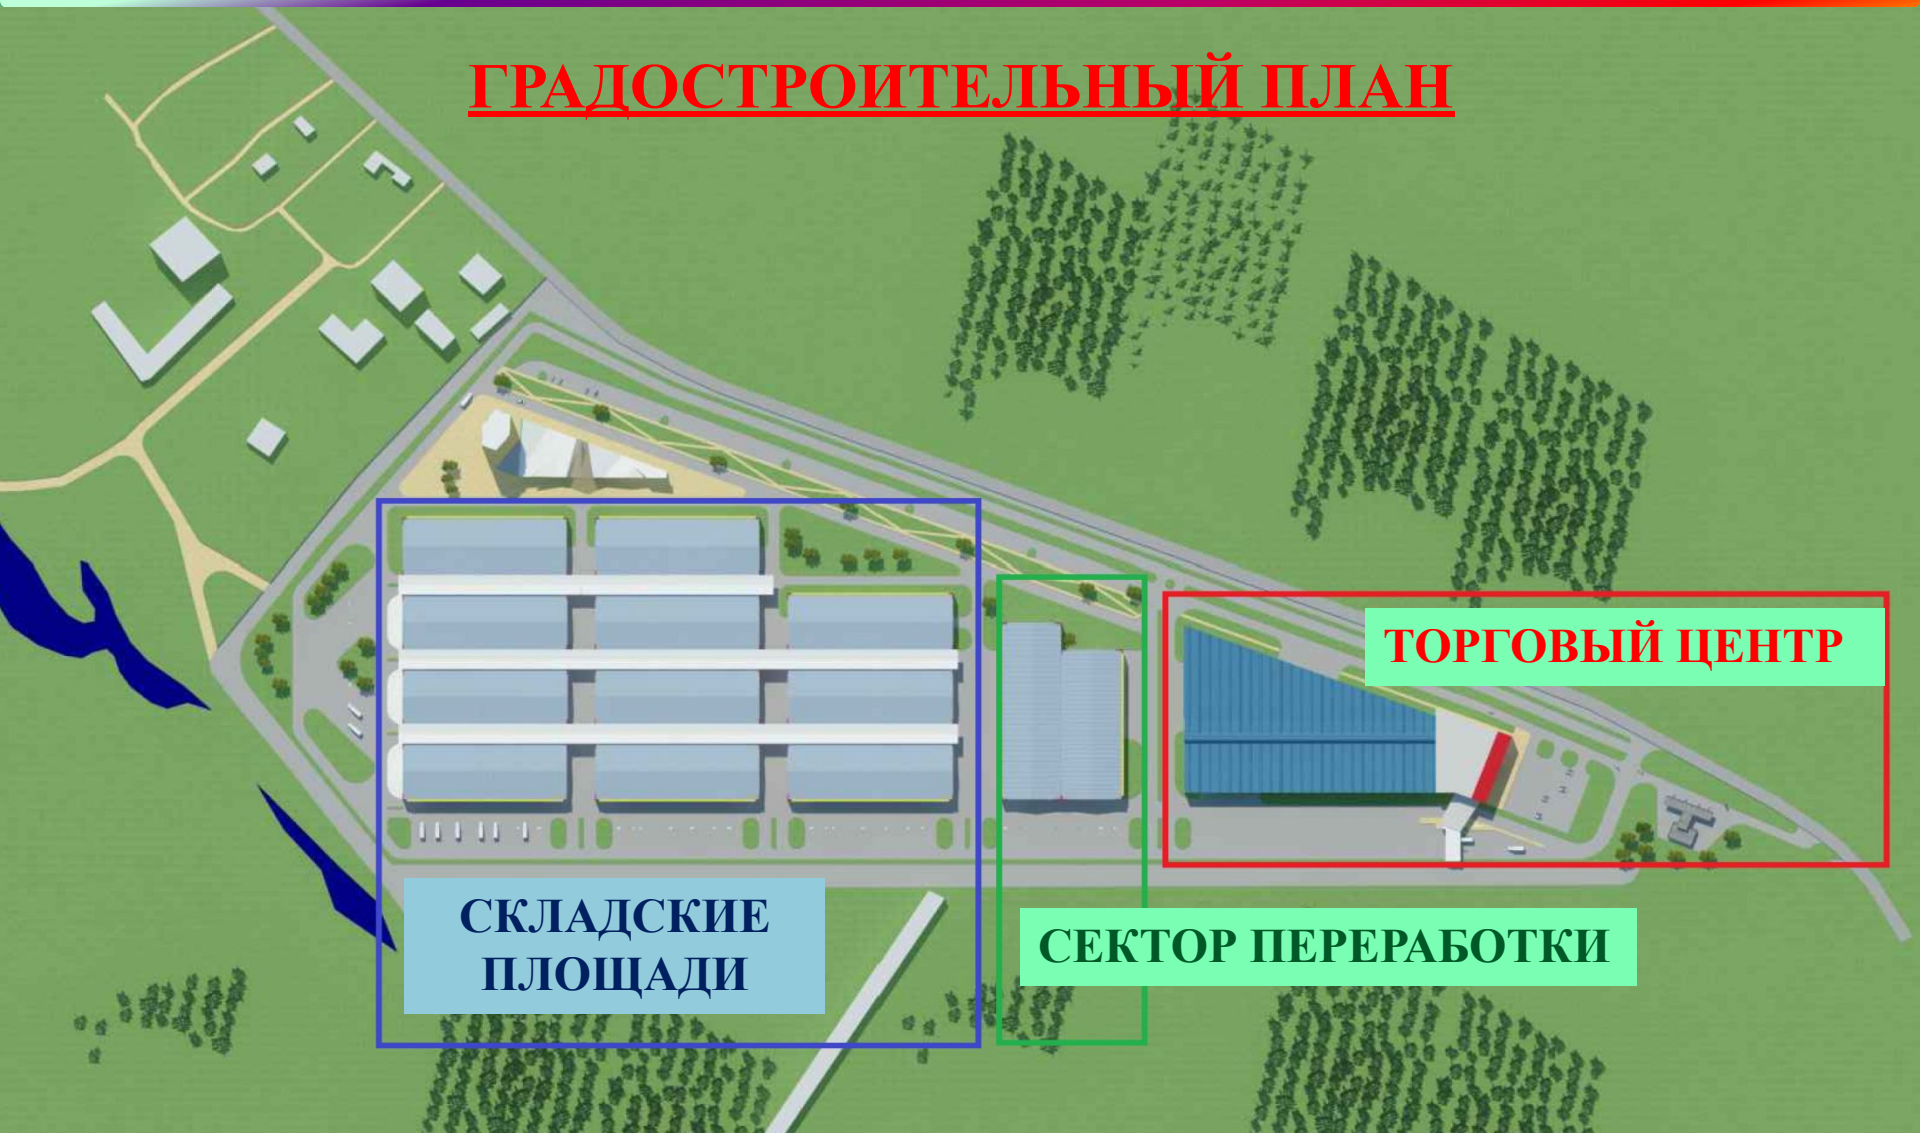 ГРАДОСТРОИТЕЛЬНЫЙ ПЛАН
ТОРГОВЫЙ ЦЕНТР
СКЛАДСКИЕ
ПЛОЩАДИ
СЕКТОР ПЕРЕРАБОТКИ